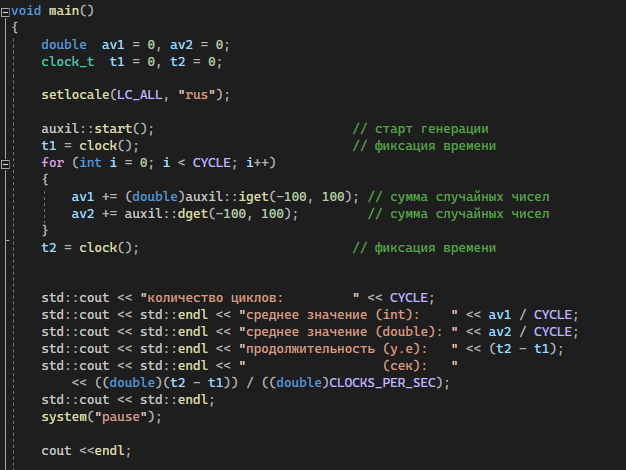 void main()
{
double  av1 = 0, av2 = 0;
clock_t  t1 = 0, t2 = 0;
setlocale(LC_ALL, "rus");
auxil::start();                          // старт генерации
t1 = clock();                            // фиксация времени
for (int i = 0; i < CYCLE; i++)
{
av1 += (double)auxil::iget(-100, 100); // сумма случайных чисел
av2 += auxil::dget(-100, 100);         // сумма случайных чисел
}
t2 = clock();                            // фиксация времени
std::cout << "количество циклов:         " << CYCLE;
std::cout << std::endl << "среднее значение (int):    " << av1 / CYCLE;
std::cout << std::endl << "среднее значение (double): " << av2 / CYCLE;
std::cout << std::endl << "продолжительность (у.е):   " << (t2 - t1);
std::cout << std::endl << "                  (сек):   "
<< ((double)(t2 - t1)) / ((double)CLOCKS_PER_SEC);
std::cout << std::endl;
system("pause");
cout <<endl;